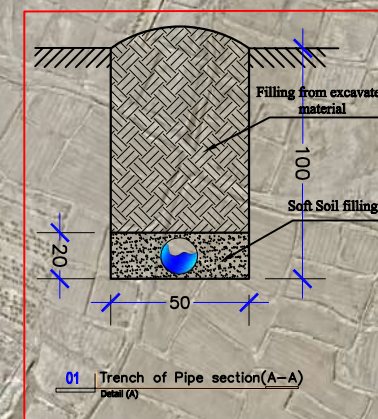 Filling from excavate
material
100
Soft Soil filling
20
50
01 Trench of Pipe section(A-A)
Detail (A)